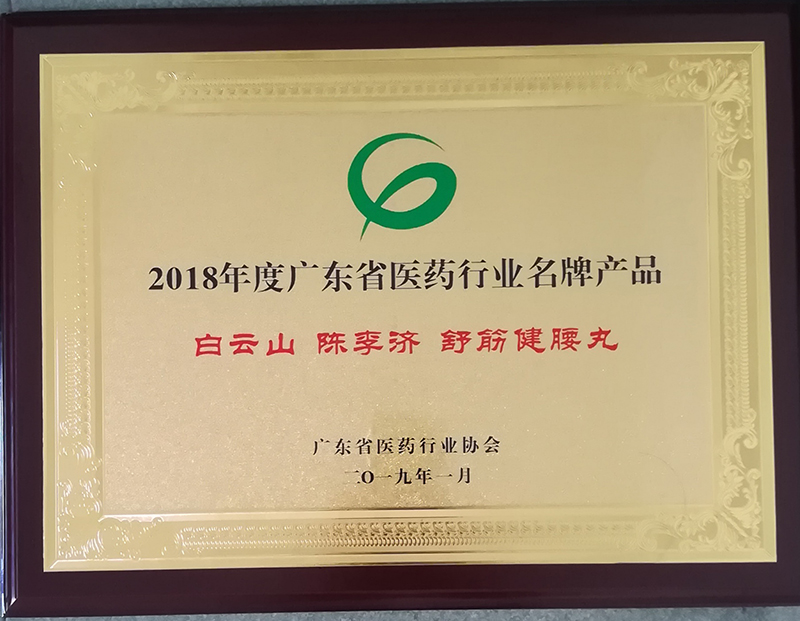 2018年度广东省医药行业名牌产品
白云山 陈李济 舒筋健腰丸
广东省医药行业协会
二〇一九年一月